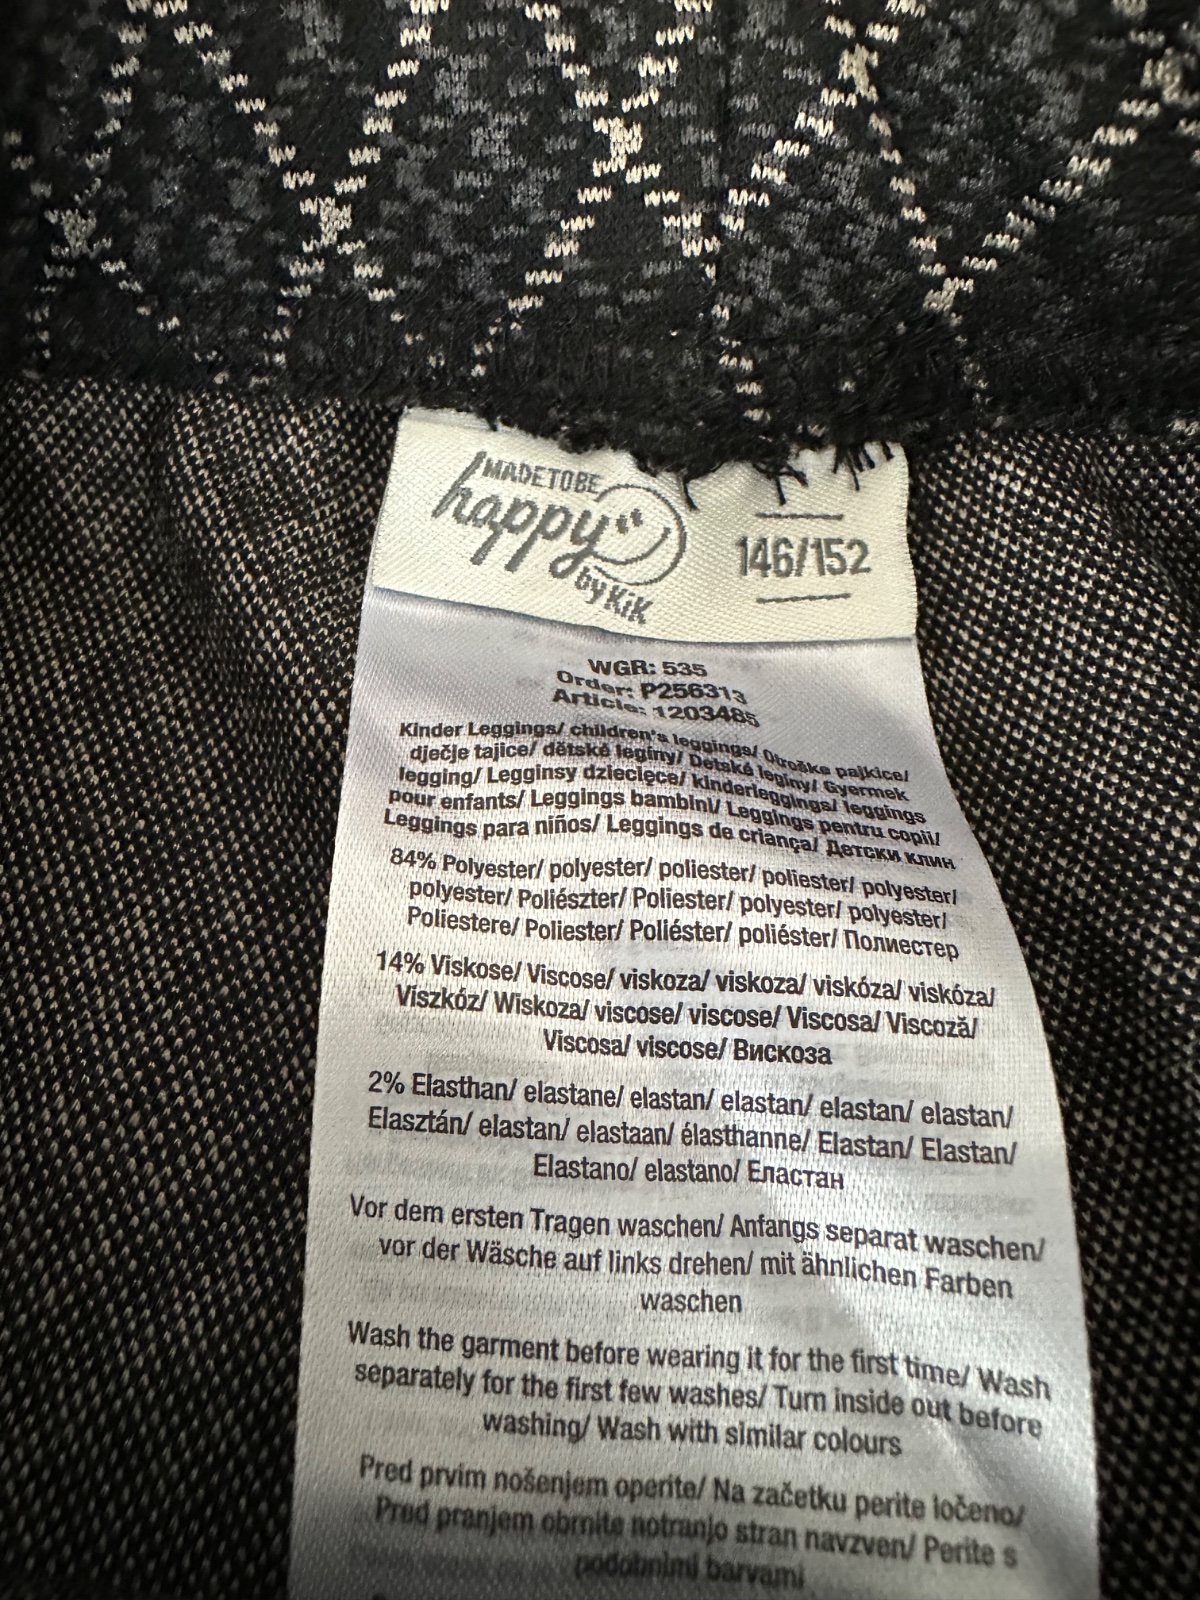 MADE TO BE
happy
by KiK
146/152
WGR: 535
Order: P256313
Article: 1203485
Kinder Leggings/ children's leggings/ Otroške pajkice/
dječje tajice/ dětské legíny/ Detské legíny/ Gyermek
legging/ Legginsy dziecięce/ kinderleggings/ leggings
pour enfants/ Leggings bambini/ Leggings pentru copii/
Leggings para niños/ Leggings de criança/ Детски клин
84% Polyester/ polyester/ poliester/ poliester/ polyester/
polyester/ Poliészter/ Poliester/ polyester/ polyester/
Poliestere/ Poliester/ Poliéster/ poliéster/ Полиестер
14% Viskose/ Viscose/ viskoza/ viskoza/ viskóza/ viskóza/
Viszkóz/ Wiskoza/ viscose/ viscose/ Viscosa/ Viscoză/
Viscosa/ viscose/ Вискоза
2% Elasthan/ elastane/ elastan/ elastan/ elastan/ elastan/
Elasztán/ elastan/ elastaan/ élasthanne/ Elastan/ Elastan/
Elastano/ elastano/ Еластан
Vor dem ersten Tragen waschen/ Anfangs separat waschen/
vor der Wäsche auf links drehen/ mit ähnlichen Farben
waschen
Wash the garment before wearing it for the first time/ Wash
separately for the first few washes/ Turn inside out before
washing/ Wash with similar colours
Pred prvim nošenjem operite/ Na začetku perite ločeno/
Pred pranjem obrnite notranjo stran navzven/ Perite s
podobnimi barvami